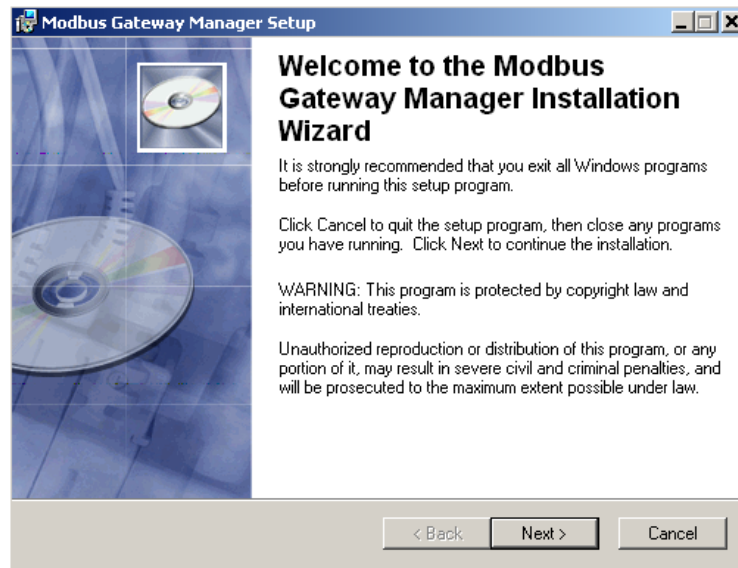 Modbus Gateway Manager Setup
Welcome to the Modbus
Gateway Manager Installation
Wizard
It is strongly recommended that you exit all Windows programs
before running this setup program.
Click Cancel to quit the setup program, then close any programs
you have running. Click Next to continue the installation.
WARNING: This program is protected by copyright law and
international treaties.
Unauthorized reproduction or distribution of this program, or any
portion of it, may result in severe civil and criminal penalties, and
will be prosecuted to the maximum extent possible under law.
< Back Next > Cancel